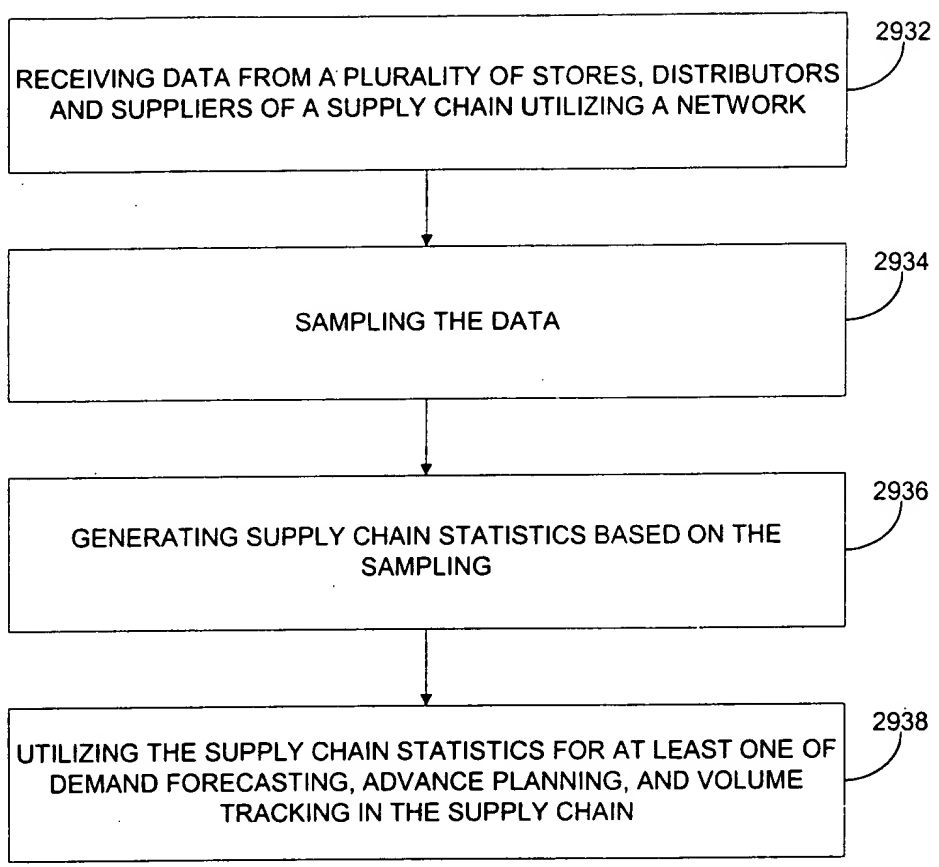 2932
RECEIVING DATA FROM A PLURALITY OF STORES, DISTRIBUTORS
AND SUPPLIERS OF A SUPPLY CHAIN UTILIZING A NETWORK
2934
SAMPLING THE DATA
2936
GENERATING SUPPLY CHAIN STATISTICS BASED ON THE
SAMPLING
2938
UTILIZING THE SUPPLY CHAIN STATISTICS FOR AT LEAST ONE OF
DEMAND FORECASTING, ADVANCE PLANNING, AND VOLUME
TRACKING IN THE SUPPLY CHAIN